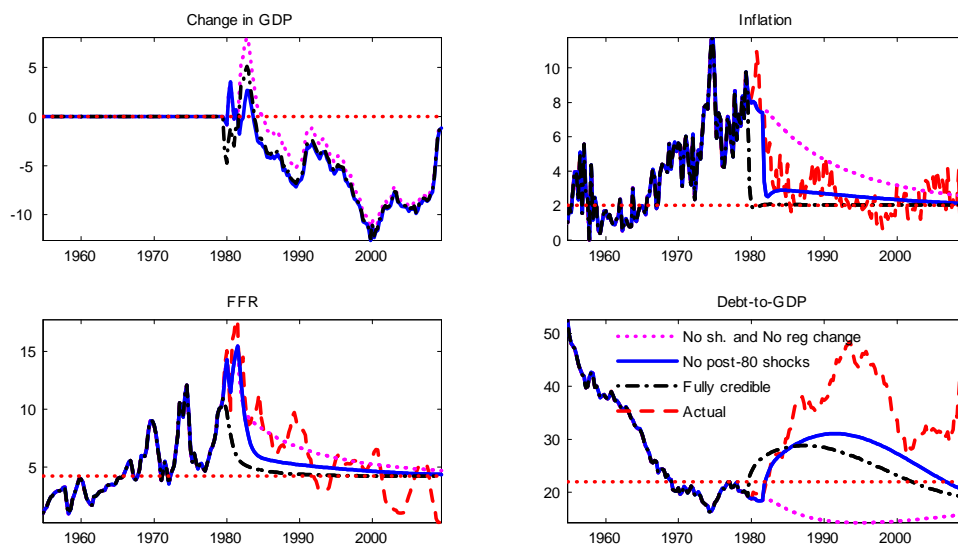 Change in GDP
5
0
-5
-10
1960 1970 1980 1990 2000
Inflation
10
8
6
4
2
0
1960 1970 1980 1990 2000
FFR
15
10
5
1960 1970 1980 1990 2000
Debt-to-GDP
50
40
30
20
No sh. and No reg change
No post-80 shocks
Fully credible
Actual
1960 1970 1980 1990 2000